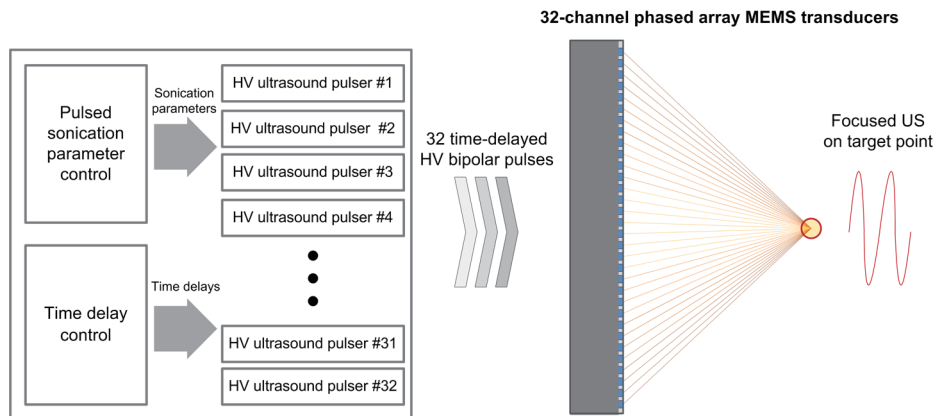 32-channel phased array MEMS transducers
Pulsed
sonication
parameter
control
Sonication
parameters
HV ultrasound pulser #1
HV ultrasound pulser #2
HV ultrasound pulser #3
HV ultrasound pulser #4
Time delay
control
Time delays
HV ultrasound pulser #31
HV ultrasound pulser #32
32 time-delayed
HV bipolar pulses
Focused US
on target point